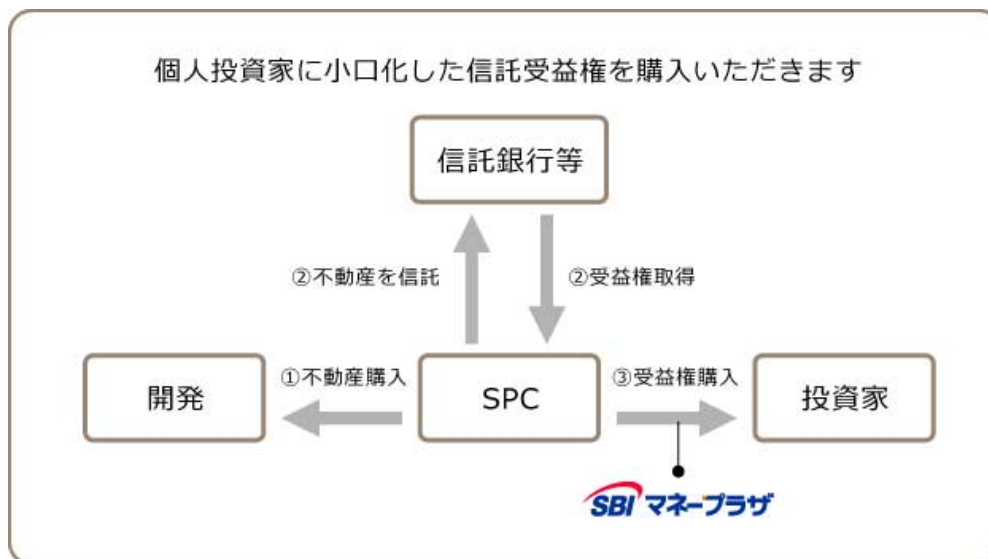 個人投資家に小口化した信託受益権を購入いただきます
信託銀行等
②不動産を信託
②受益権取得
開発
①不動産購入
SPC
③受益権購入
投資家
SBI マネープラザ